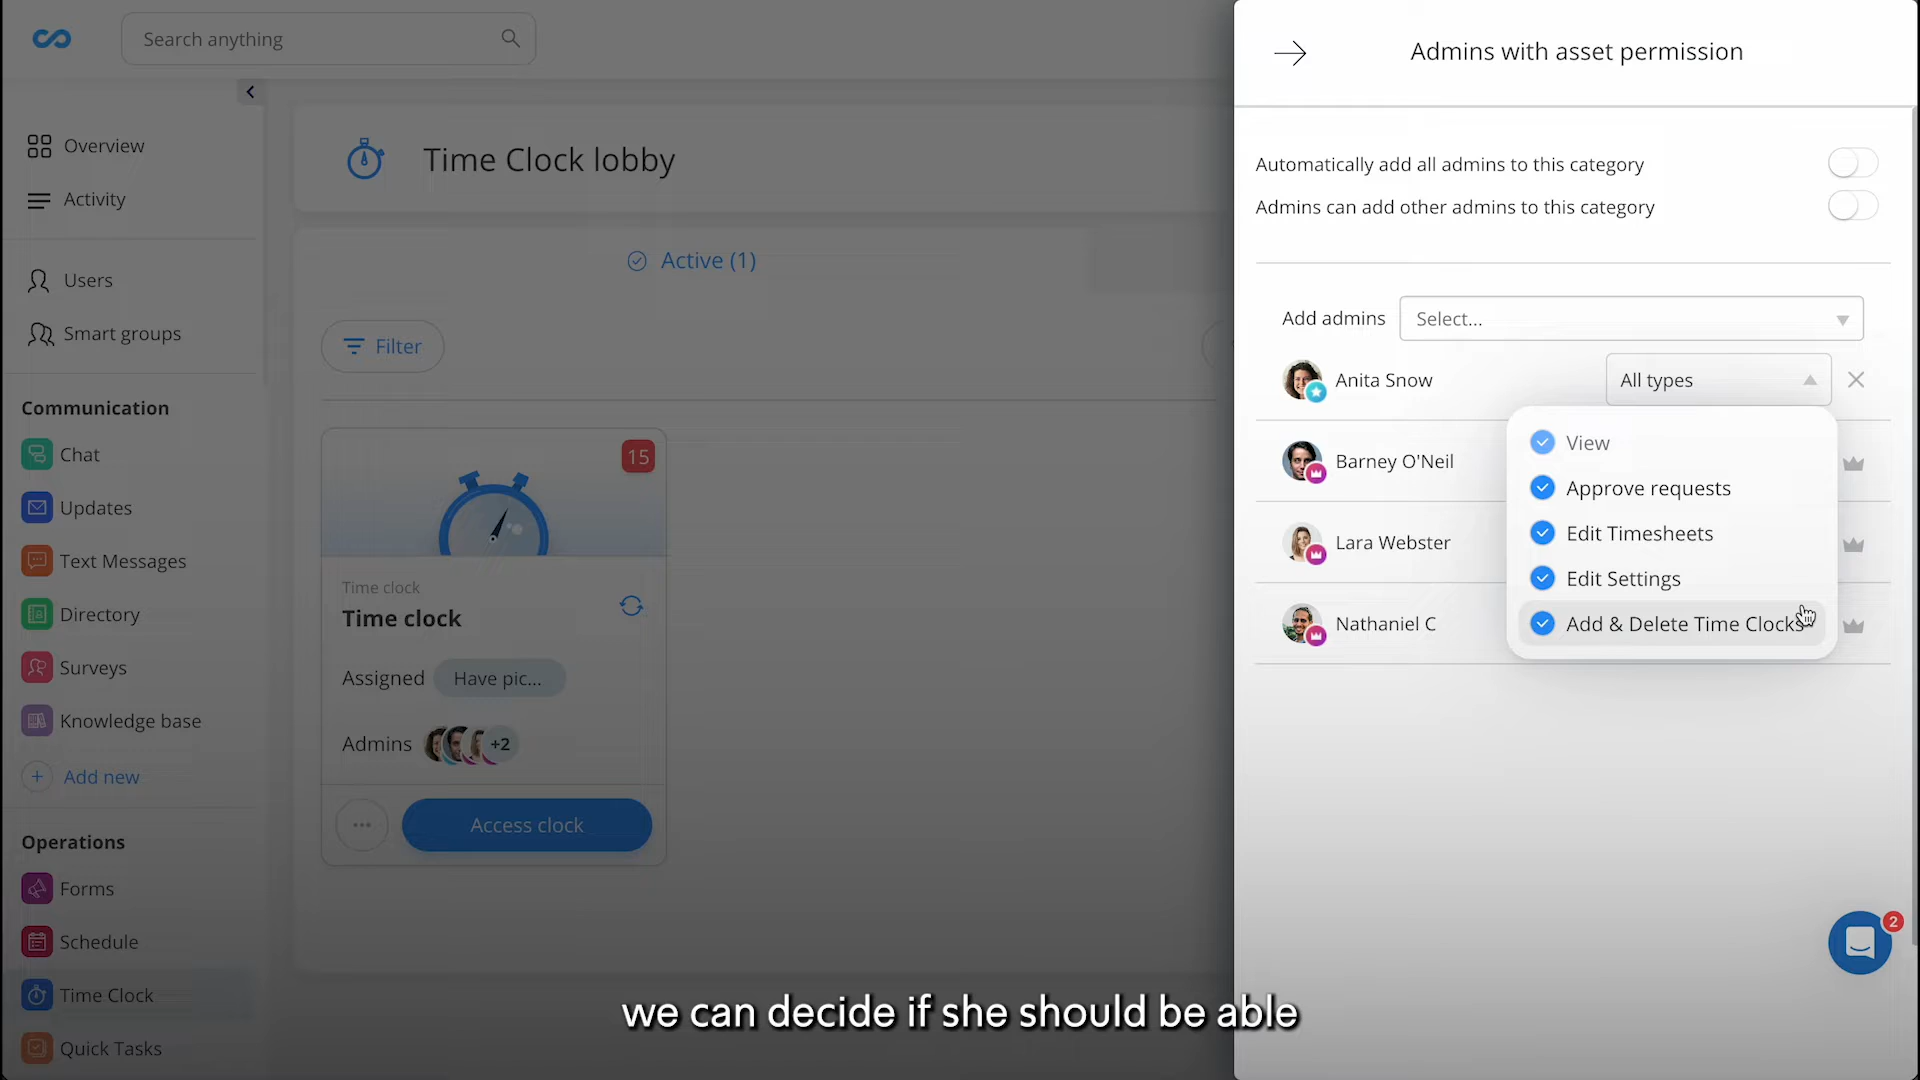 Search anything
Overview
Activity
Users
Smart groups
Communication
Chat
Updates
Text Messages
Directory
Surveys
Knowledge base
+ Add new
Operations
Forms
Schedule
Time Clock
Quick Tasks
Time Clock lobby
Active (1)
Filter
15
Time clock
Time clock
Assigned Have pic...
Admins +2
... Access clock
Admins with asset permission
Automatically add all admins to this category
Admins can add other admins to this category
Add admins Select...
Anita Snow All types
Barney O'Neil
Lara Webster
Nathaniel C
View
Approve requests
Edit Timesheets
Edit Settings
Add & Delete Time Clocks
2
we can decide if she should be able